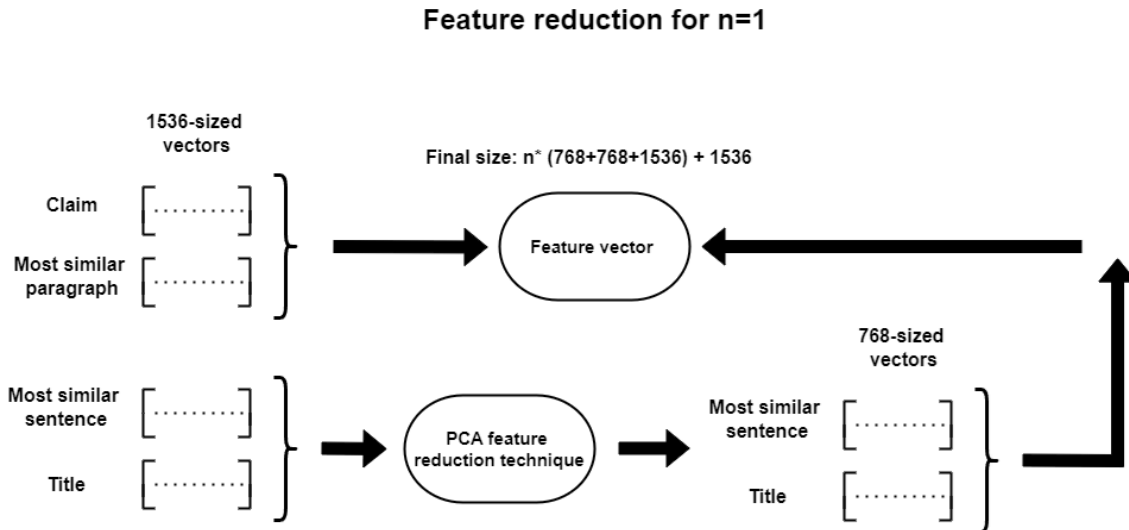 Feature reduction for n=1
1536-sized
vectors
Final size: n* (768+768+1536) + 1536
Claim
Feature vector
Most similar
paragraph
768-sized
vectors
Most similar
sentence
PCA feature
reduction technique
Most similar
sentence
Title
Title